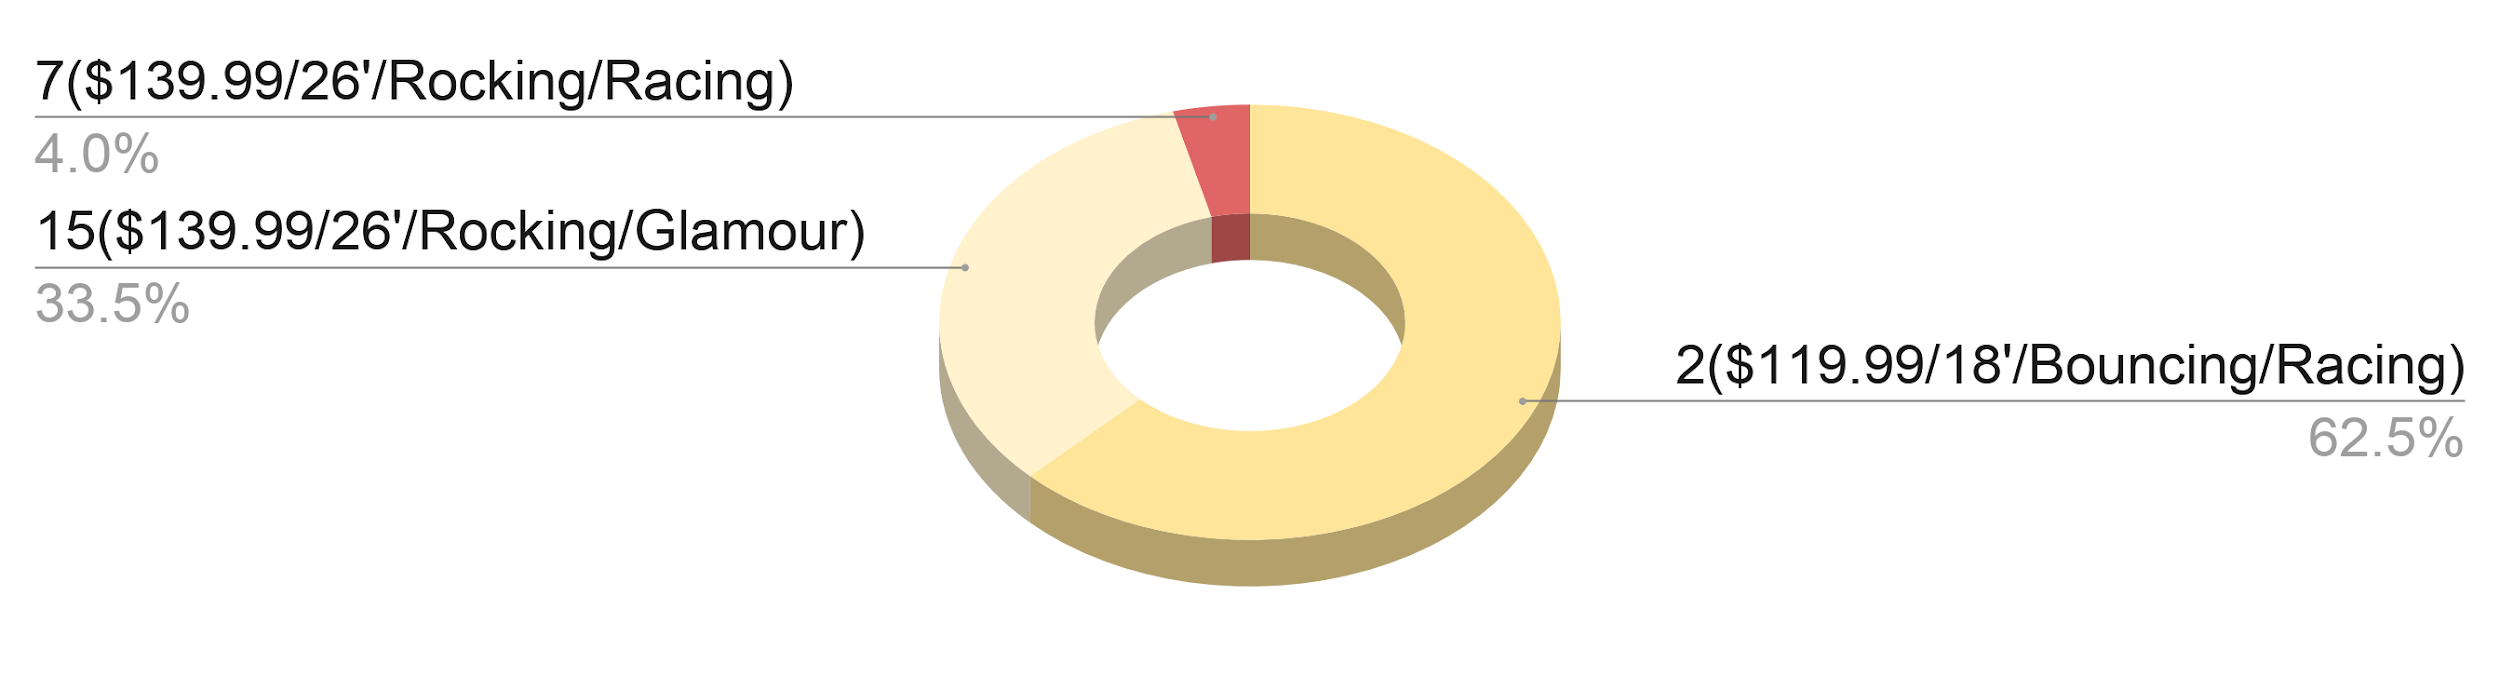 7($139.99/26'/Rocking/Racing)
4.0%
15($139.99/26'/Rocking/Glamour)
33.5%
2($119.99/18'/Bouncing/Racing)
62.5%